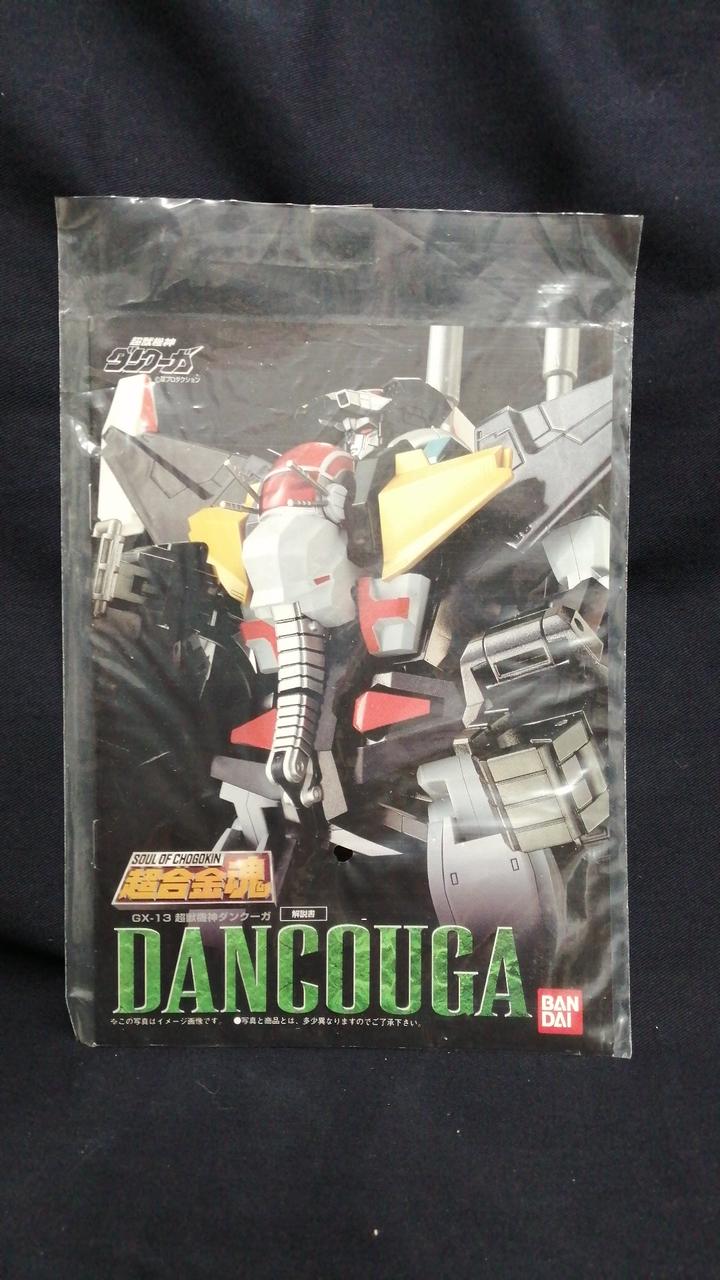 超獣機神
ダンクーガ
©葦プロダクション
SOUL OF CHOGOKIN
超合金魂
GX-13 超獣機神ダンクーガ
解説書
DANCOUGA
BAN
DAI
※この写真はイメージ画像です。 ●写真と商品とは、多少異なりますのでご了承下さい。